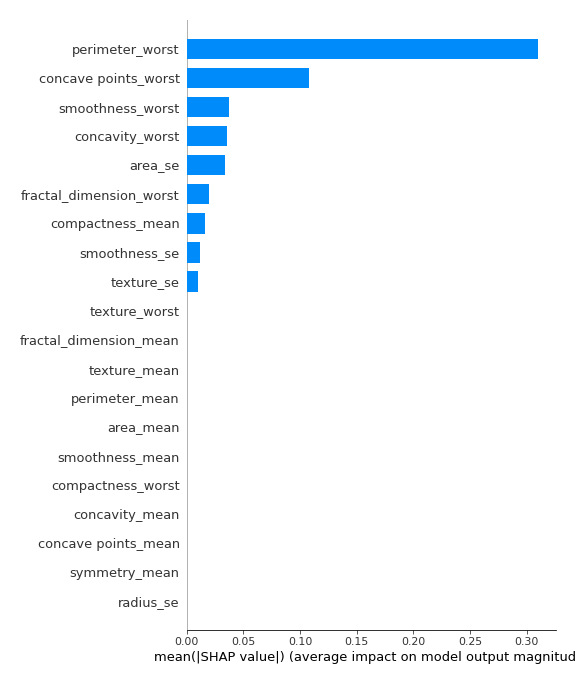 perimeter_worst
concave points_worst
smoothness_worst
concavity_worst
area_se
fractal_dimension_worst
compactness_mean
smoothness_se
texture_se
texture_worst
fractal_dimension_mean
texture_mean
perimeter_mean
area_mean
smoothness_mean
compactness_worst
concavity_mean
concave points_mean
symmetry_mean
radius_se
0.00 0.05 0.10 0.15 0.20 0.25 0.30
mean(|SHAP value|) (average impact on model output magnitud